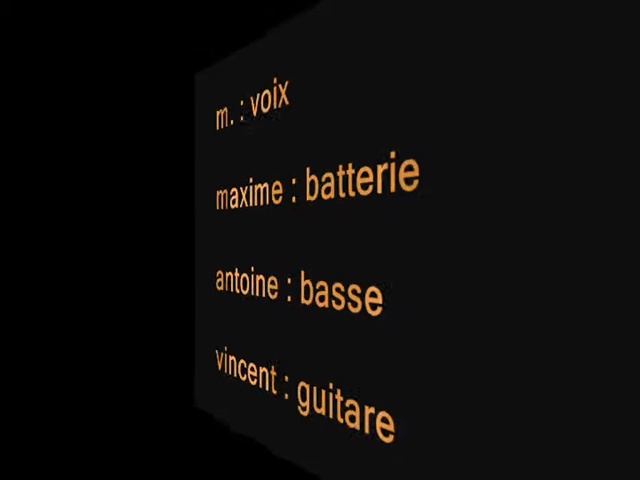 m. : voix
maxime : batterie
antoine : basse
vincent : guitare